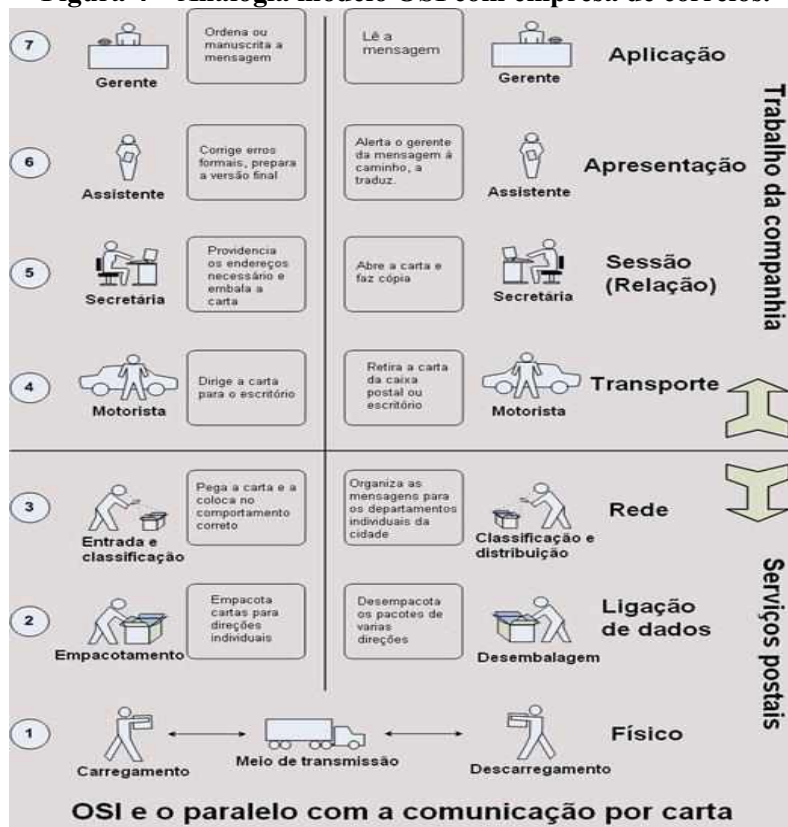 Figura 4 – Analogia modelo OSI com empresa de correios.
7
Gerente
Ordena ou
manuscrita a
mensagem
Lê a
mensagem
Gerente
Aplicação
6
Assistente
Corrige erros
formais, prepara
a versão final
Alerta o gerente
da mensagem à
caminho, a
traduz.
Assistente
Apresentação
Trabalho da companhia
5
Secretária
Providencia
os endereços
necessário e
embala a
carta
Abre a carta e
faz cópia
Secretária
Sessão
(Relação)
4
Motorista
Dirige a carta
para o escritório
Retira a carta
da caixa
postal ou
escritório
Motorista
Transporte
3
Entrada e
classificação
Pega a carta e a
coloca no
comportamento
correto
Organiza as
mensagens para
os departamentos
individuais da
cidade
Classificação e
distribuição
Rede
2
Empacotamento
Empacota
cartas para
direções
individuais
Desempacota
os pacotes de
varias
direções
Desembalagem
Ligação
de dados
Serviços postais
1
Carregamento
Meio de transmissão
Descarregamento
Físico
OSI e o paralelo com a comunicação por carta